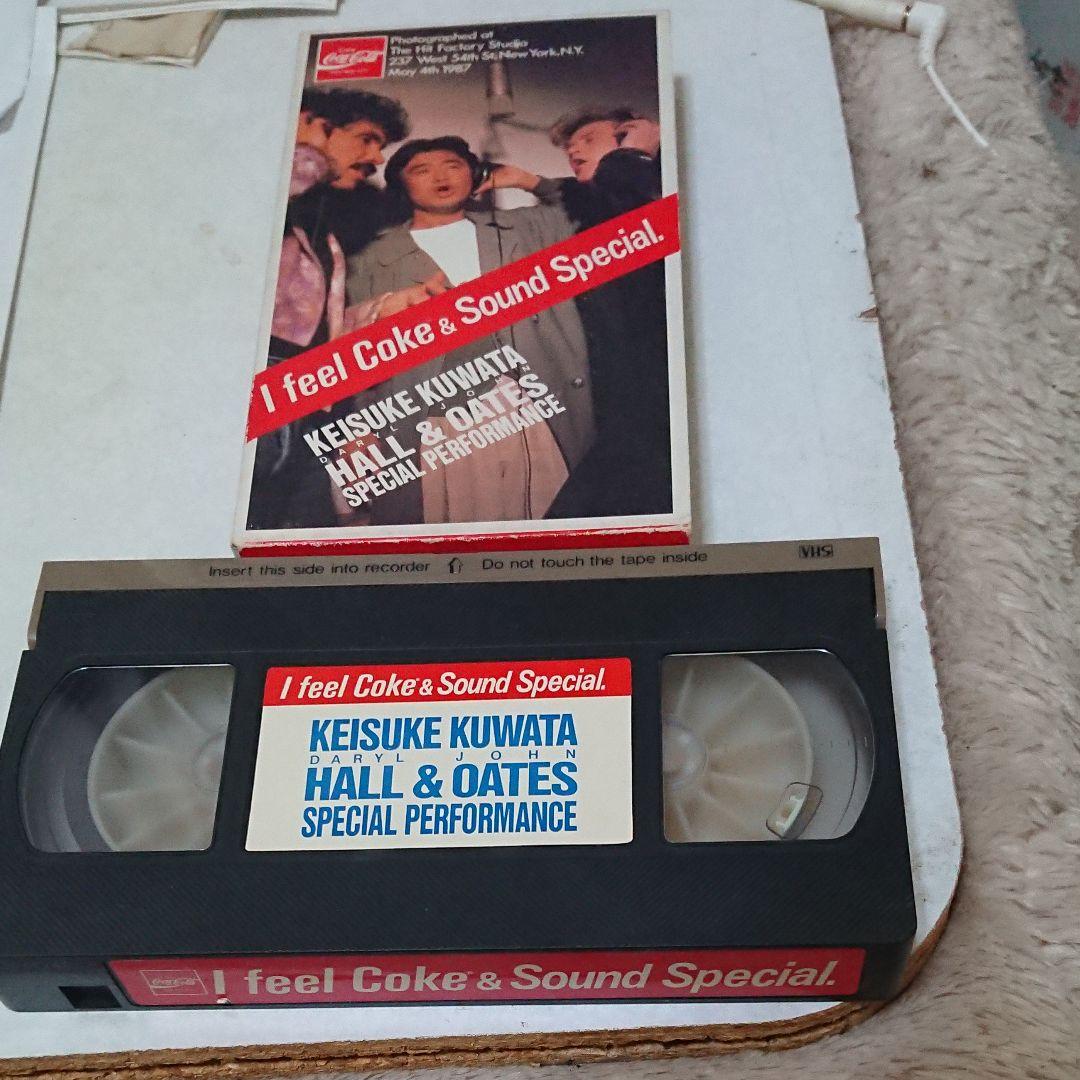 Coca-Cola
Photographed at
The Hit Factory Studio
237 West 54th St, New York, N.Y.
May 4th 1987
I feel Coke & Sound Special.
KEISUKE KUWATA
DARYL JOHN
HALL & OATES
SPECIAL PERFORMANCE
Insert this side into recorder ⇧ Do not touch the tape inside
VHS
I feel Coke & Sound Special.
KEISUKE KUWATA
DARYL JOHN
HALL & OATES
SPECIAL PERFORMANCE
Coca-Cola
I feel Coke & Sound Special.